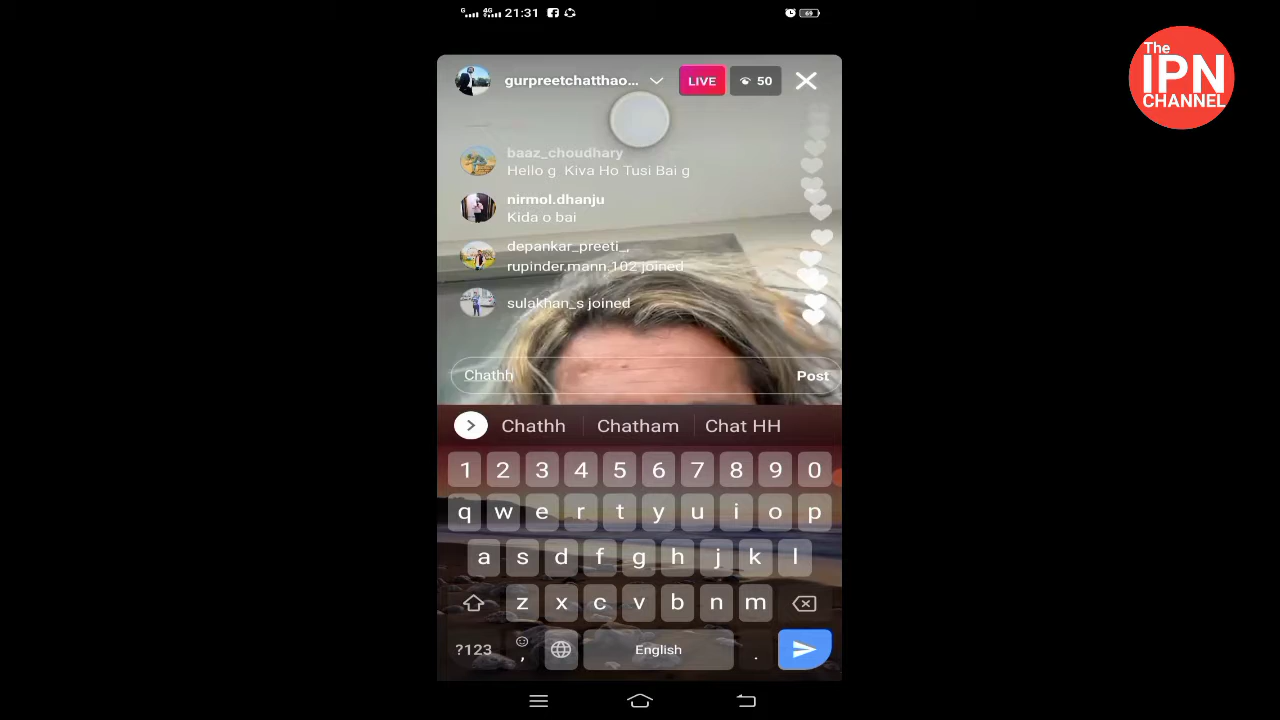 21:31
69
The
IPN
CHANNEL
gurpreetchatthao...
LIVE
50
baaz_choudhary
Hello g Kiva Ho Tusi Bai g
nirmol.dhanju
Kida o bai
depankar_preeti_,
rupinder.mann.102 joined
sulakhan_s joined
Chathh
Post
Chathh
Chatham
Chat HH
1 2 3 4 5 6 7 8 9 0
q w e r t y u i o p
a s d f g h j k l
z x c v b n m
?123 , English .